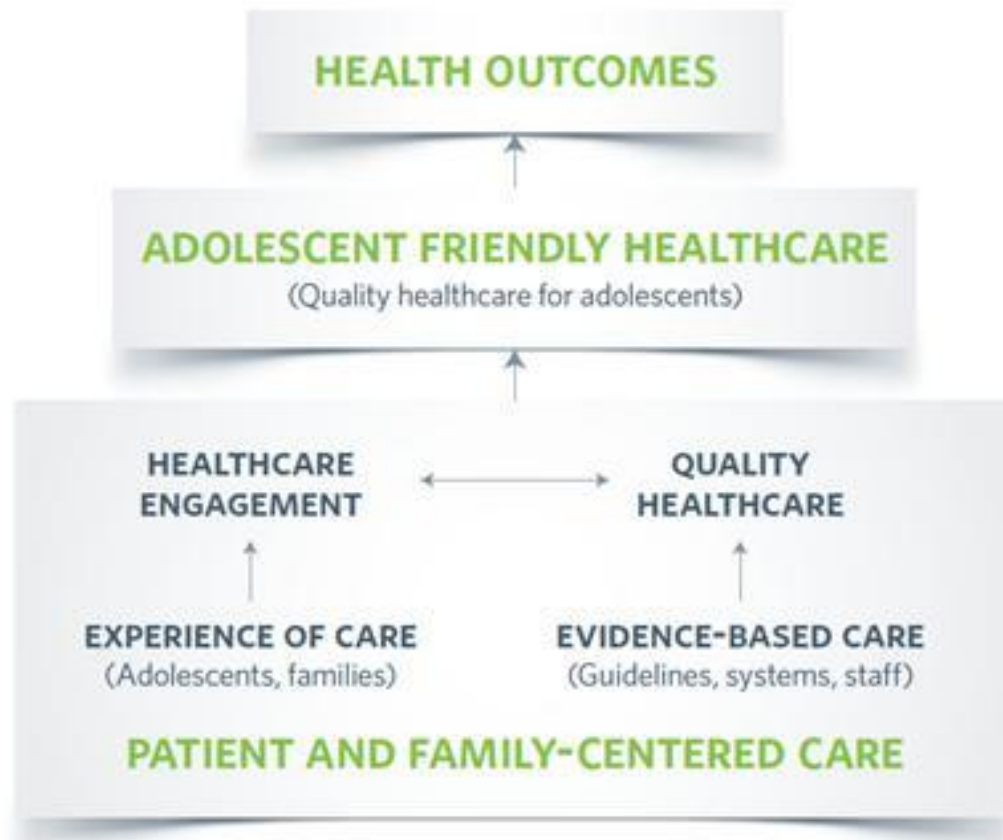 HEALTH OUTCOMES
ADOLESCENT FRIENDLY HEALTHCARE
(Quality healthcare for adolescents)
HEALTHCARE
ENGAGEMENT
QUALITY
HEALTHCARE
EXPERIENCE OF CARE
(Adolescents, families)
EVIDENCE-BASED CARE
(Guidelines, systems, staff)
PATIENT AND FAMILY-CENTERED CARE